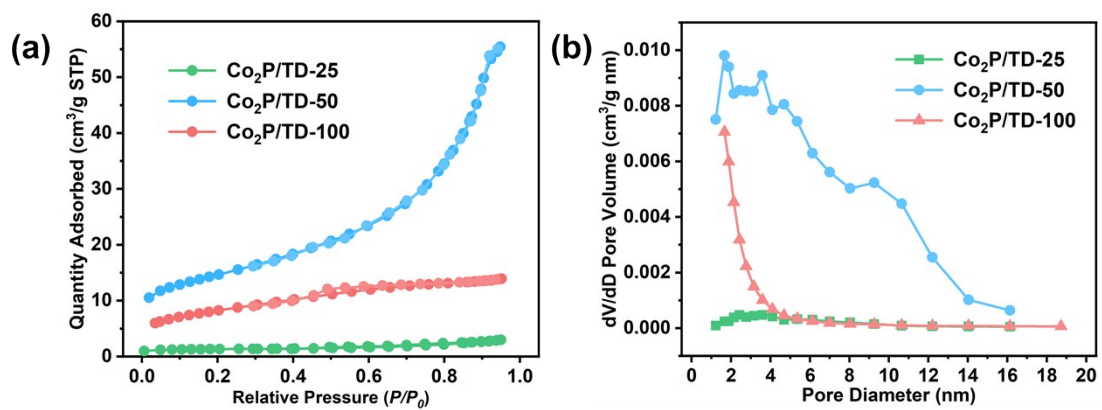 (a)
60
50
40
30
20
10
0
Quantity Adsorbed (cm³/g STP)
Co₂P/TD-25
Co₂P/TD-50
Co₂P/TD-100
0.0 0.2 0.4 0.6 0.8 1.0
Relative Pressure (P/P₀)
(b)
0.010
0.008
0.006
0.004
0.002
0.000
dV/dD Pore Volume (cm³/g nm)
Co₂P/TD-25
Co₂P/TD-50
Co₂P/TD-100
0 2 4 6 8 10 12 14 16 18 20
Pore Diameter (nm)